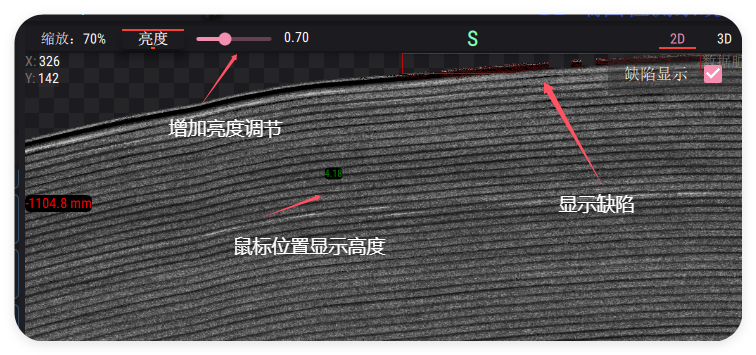 缩放：70% 亮度 0.70 S 2D 3D
X: 326
Y: 142
缺陷显示
增加亮度调节
4.18
-1104.8 mm
显示缺陷
鼠标位置显示高度